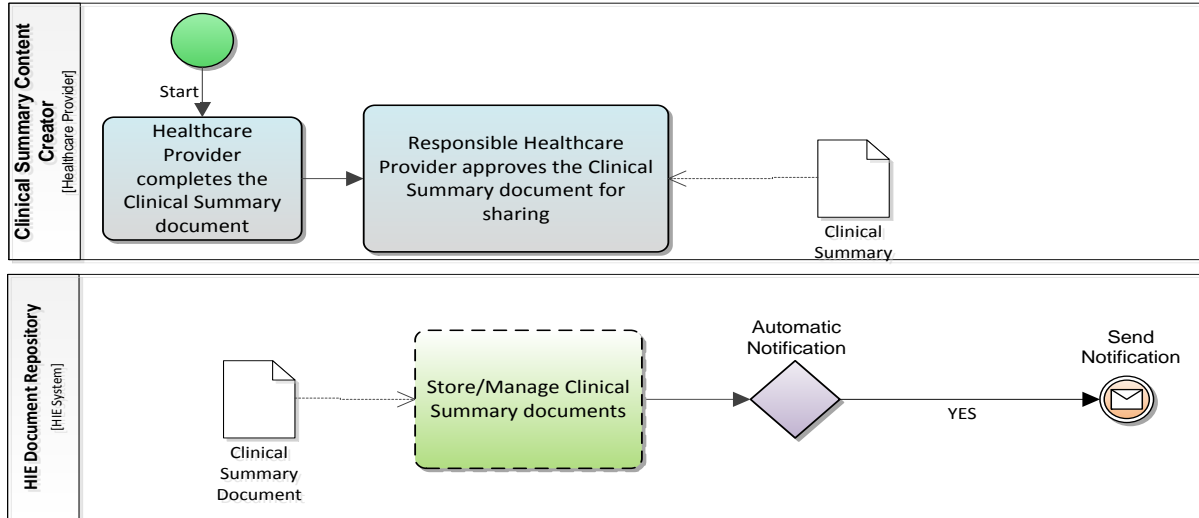 Clinical Summary Content
Creator
[Healthcare Provider]
Start
Healthcare
Provider
completes the
Clinical Summary
document
Responsible Healthcare
Provider approves the Clinical
Summary document for
sharing
Clinical
Summary
HIE Document Repository
[HIE System]
Clinical
Summary
Document
Store/Manage Clinical
Summary documents
Automatic
Notification
YES
Send
Notification